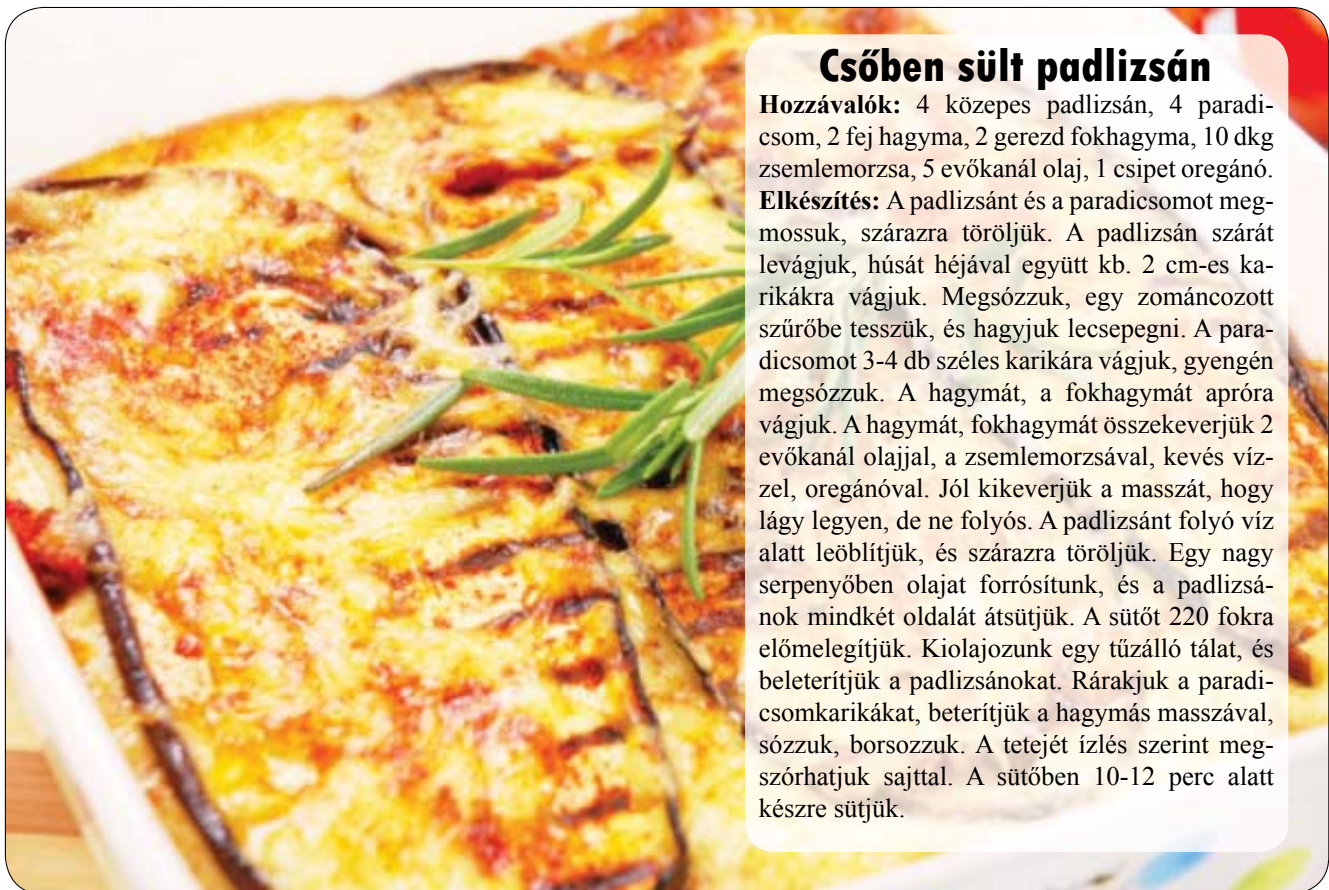 Csőben sült padlizsán
Hozzávalók: 4 közepes padlizsán, 4 paradi-
csom, 2 fej hagyma, 2 gerezd fokhagyma, 10 dkg
zsemlemorzsa, 5 evőkanál olaj, 1 csipet oregánó.
Elkészítés: A padlizsánt és a paradicsomot meg-
mossuk, szárazra töröljük. A padlizsán szárát
levágjuk, húsát héjával együtt kb. 2 cm-es ka-
rikákra vágjuk. Megsózzuk, egy zománcozott
szűrőbe tesszük, és hagyjuk lecsepegni. A para-
dicsomot 3-4 db széles karikára vágjuk, gyengén
megsózzuk. A hagymát, a fokhagymát apróra
vágjuk. A hagymát, fokhagymát összekeverjük 2
evőkanál olajjal, a zsemlemorzsával, kevés víz-
zel, oregánóval. Jól kikeverjük a masszát, hogy
lágy legyen, de ne folyós. A padlizsánt folyó víz
alatt leöblítjük, és szárazra töröljük. Egy nagy
serpenyőben olajat forrósítunk, és a padlizsá-
nok mindkét oldalát átsütjük. A sütőt 220 fokra
előmelegítjük. Kiolajozunk egy tűzálló tálat, és
beleterítjük a padlizsánokat. Rárakjuk a paradi-
csomkarikákat, beterítjük a hagymás masszával,
sózzuk, borsozzuk. A tetejét ízlés szerint meg-
szórhatjuk sajttal. A sütőben 10-12 perc alatt
készre sütjük.